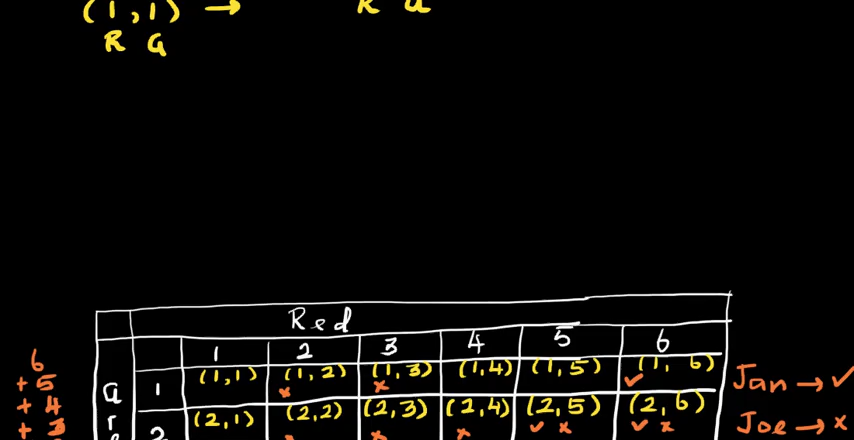 (1,1) → R G
R G
Red
1 2 3 4 5 6
6
+5
+4
+3
G
r
e
1 (1,1) (1,2) × (1,3) × (1,4) (1,5) (1,6) ✓
Jan → ✓
2 (2,1) (2,2) (2,3) × (2,4) × (2,5) ✓ × (2,6) ✓ ×
Joe → ×